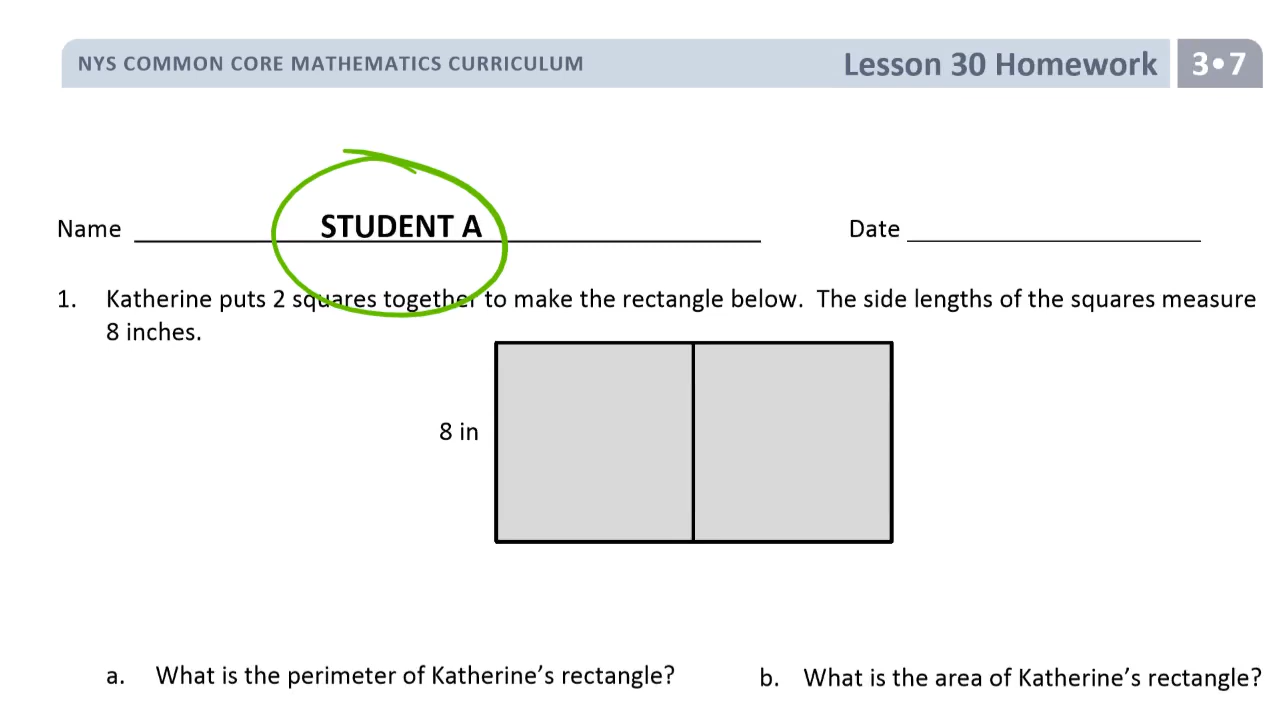 NYS COMMON CORE MATHEMATICS CURRICULUM
Lesson 30 Homework
3•7
Name STUDENT A
Date
1. Katherine puts 2 squares together to make the rectangle below. The side lengths of the squares measure
8 inches.
8 in
a. What is the perimeter of Katherine’s rectangle?
b. What is the area of Katherine’s rectangle?